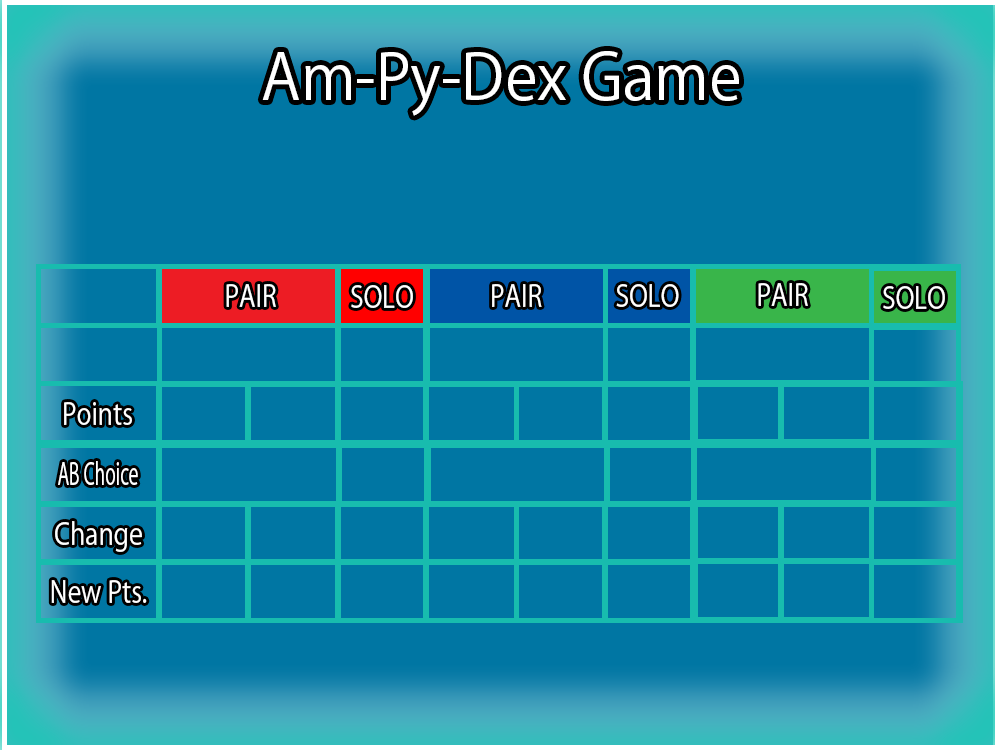 Am-Py-Dex Game
PAIR SOLO PAIR SOLO PAIR SOLO
Points
AB Choice
Change
New Pts.